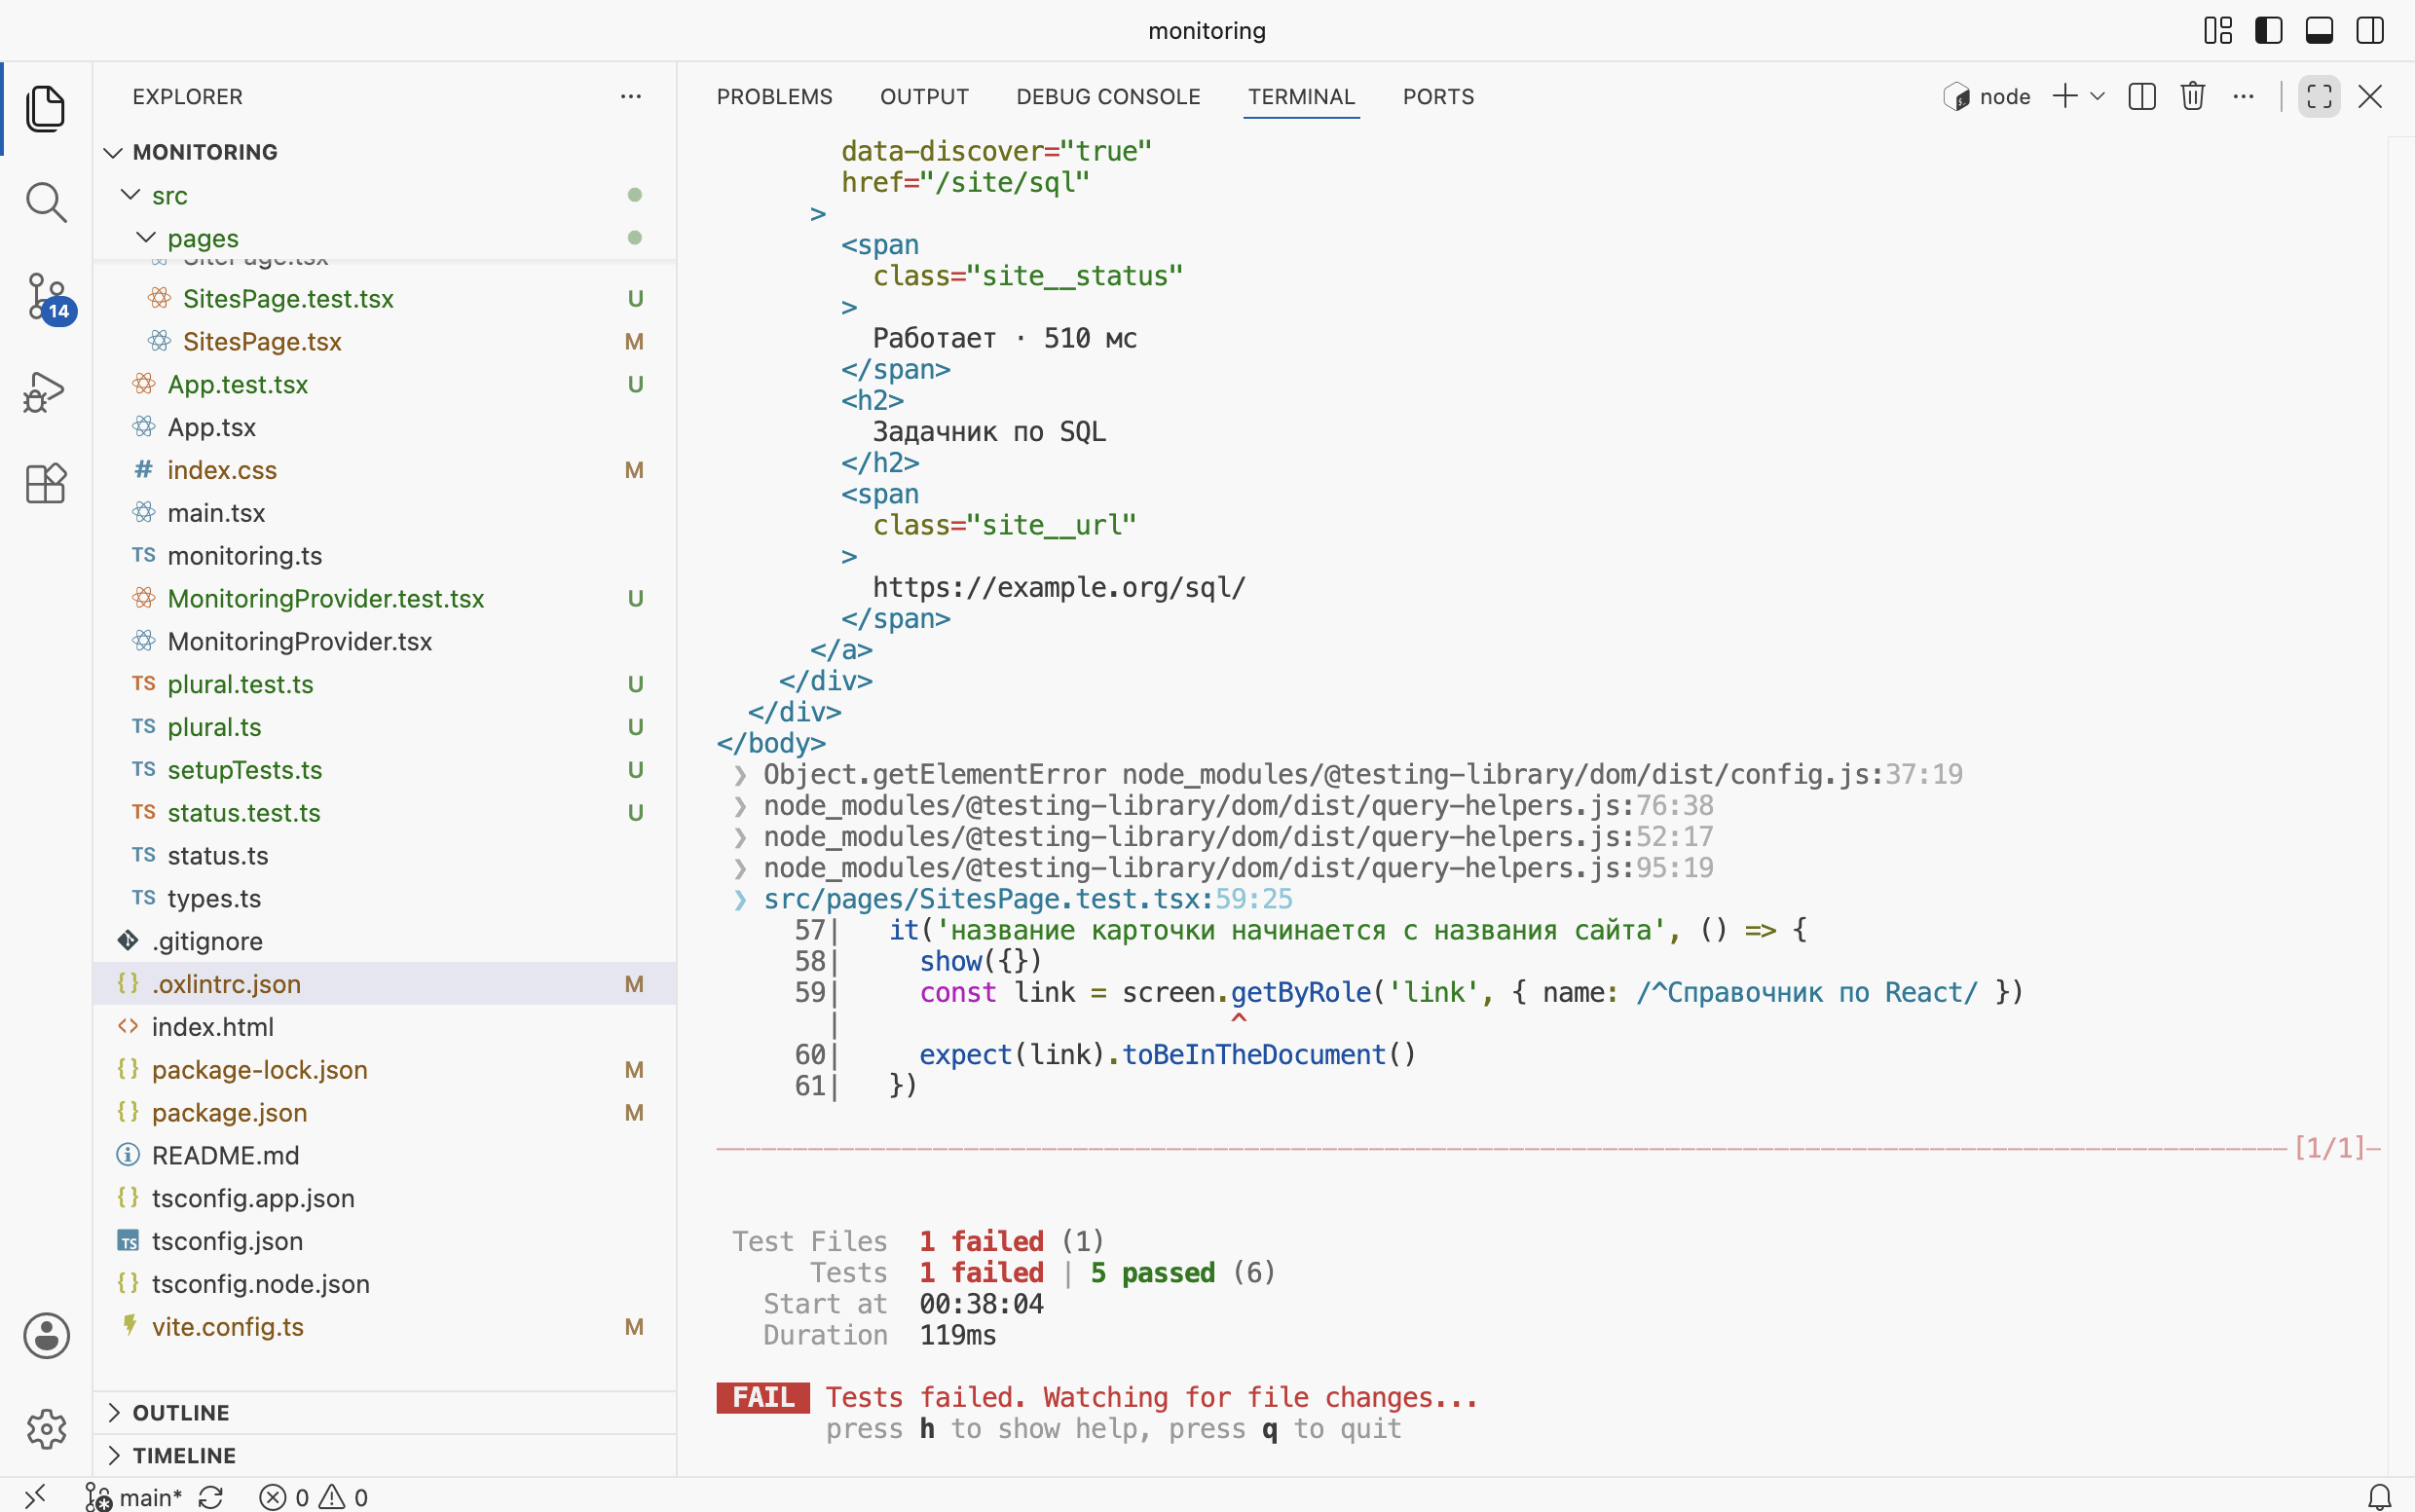 monitoring
EXPLORER
MONITORING
src
pages
SitePage.tsx
SitesPage.test.tsx U
SitesPage.tsx M
App.test.tsx U
App.tsx
# index.css M
main.tsx
TS monitoring.ts
MonitoringProvider.test.tsx U
MonitoringProvider.tsx
TS plural.test.ts U
TS plural.ts U
TS setupTests.ts U
TS status.test.ts U
TS status.ts
TS types.ts
.gitignore
{} .oxlintrc.json M
<> index.html
{} package-lock.json M
{} package.json M
README.md
{} tsconfig.app.json
TS tsconfig.json
{} tsconfig.node.json
vite.config.ts M
OUTLINE
TIMELINE
14
PROBLEMS OUTPUT DEBUG CONSOLE TERMINAL PORTS
node
data-discover="true"
href="/site/sql"
>
<span
class="site__status"
>
Работает · 510 мс
</span>
<h2>
Задачник по SQL
</h2>
<span
class="site__url"
>
https://example.org/sql/
</span>
</a>
</div>
</div>
</body>
❯ Object.getElementError node_modules/@testing-library/dom/dist/config.js:37:19
❯ node_modules/@testing-library/dom/dist/query-helpers.js:76:38
❯ node_modules/@testing-library/dom/dist/query-helpers.js:52:17
❯ node_modules/@testing-library/dom/dist/query-helpers.js:95:19
❯ src/pages/SitesPage.test.tsx:59:25
57| it('название карточки начинается с названия сайта', () => {
58| show({})
59| const link = screen.getByRole('link', { name: /^Справочник по React/ })
| ^
60| expect(link).toBeInTheDocument()
61| })
[1/1]
Test Files 1 failed (1)
Tests 1 failed | 5 passed (6)
Start at 00:38:04
Duration 119ms
FAIL Tests failed. Watching for file changes...
press h to show help, press q to quit
main* 0 0